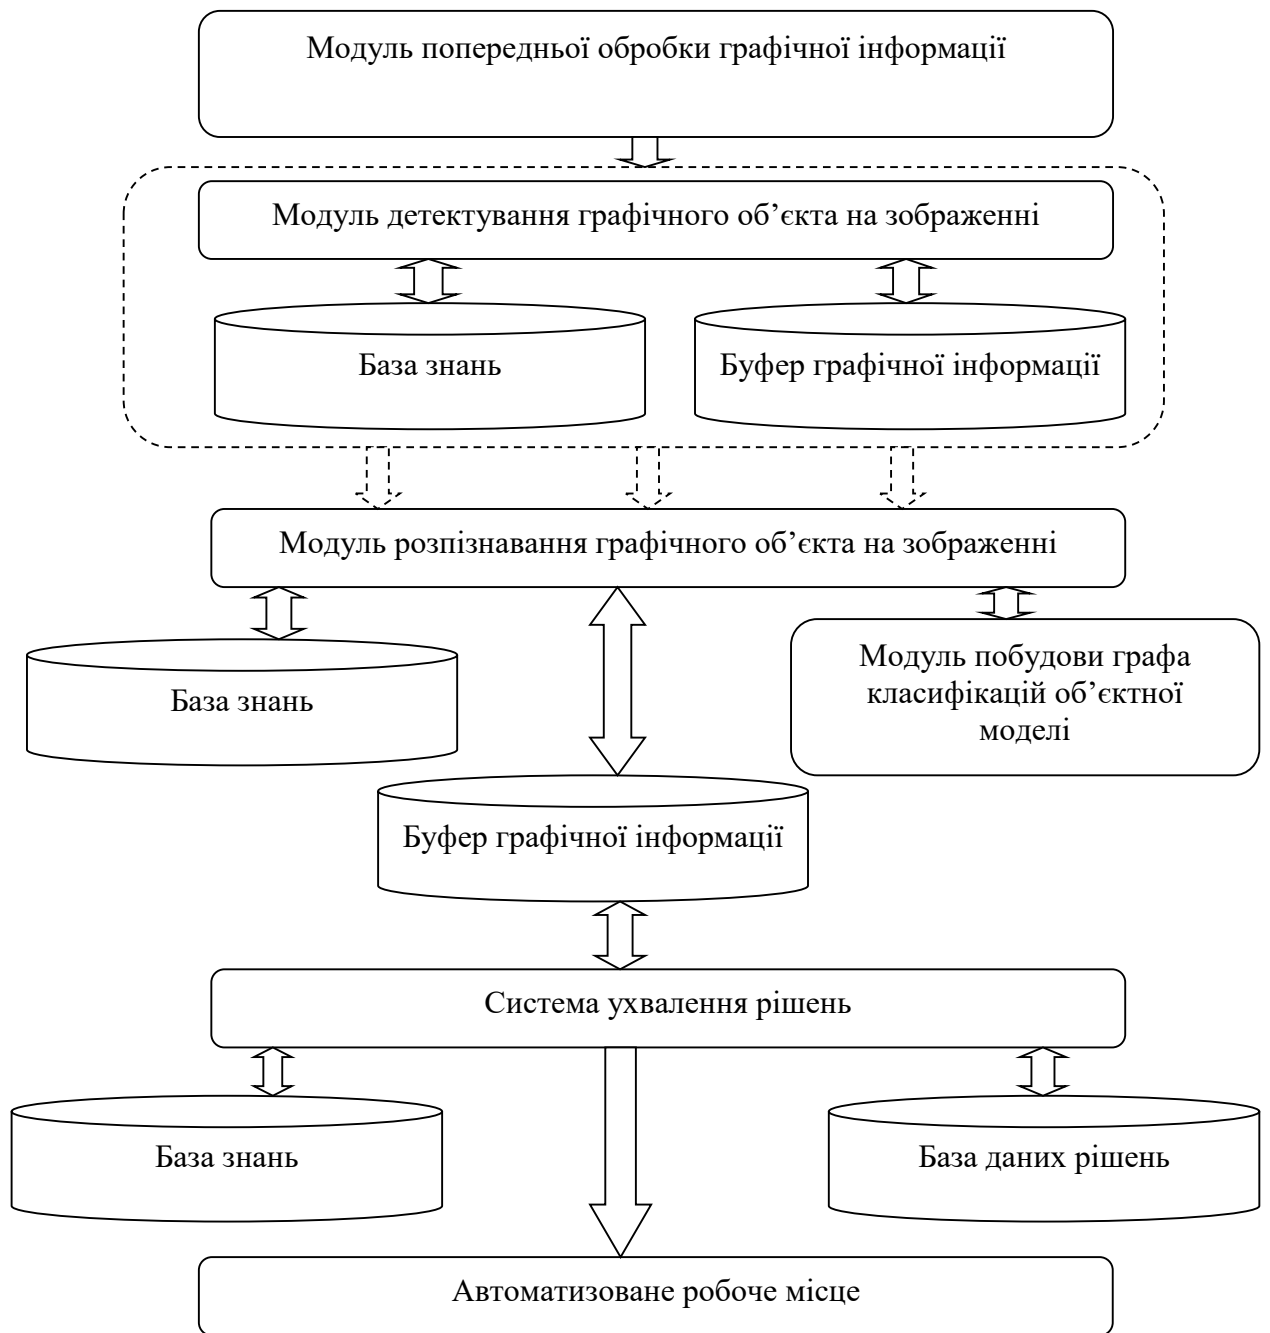 Модуль попередньої обробки графічної інформації
Модуль детектування графічного об’єкта на зображенні
База знань
Буфер графічної інформації
Модуль розпізнавання графічного об’єкта на зображенні
База знань
Модуль побудови графа
класифікацій об’єктної
моделі
Буфер графічної інформації
Система ухвалення рішень
База знань
База даних рішень
Автоматизоване робоче місце